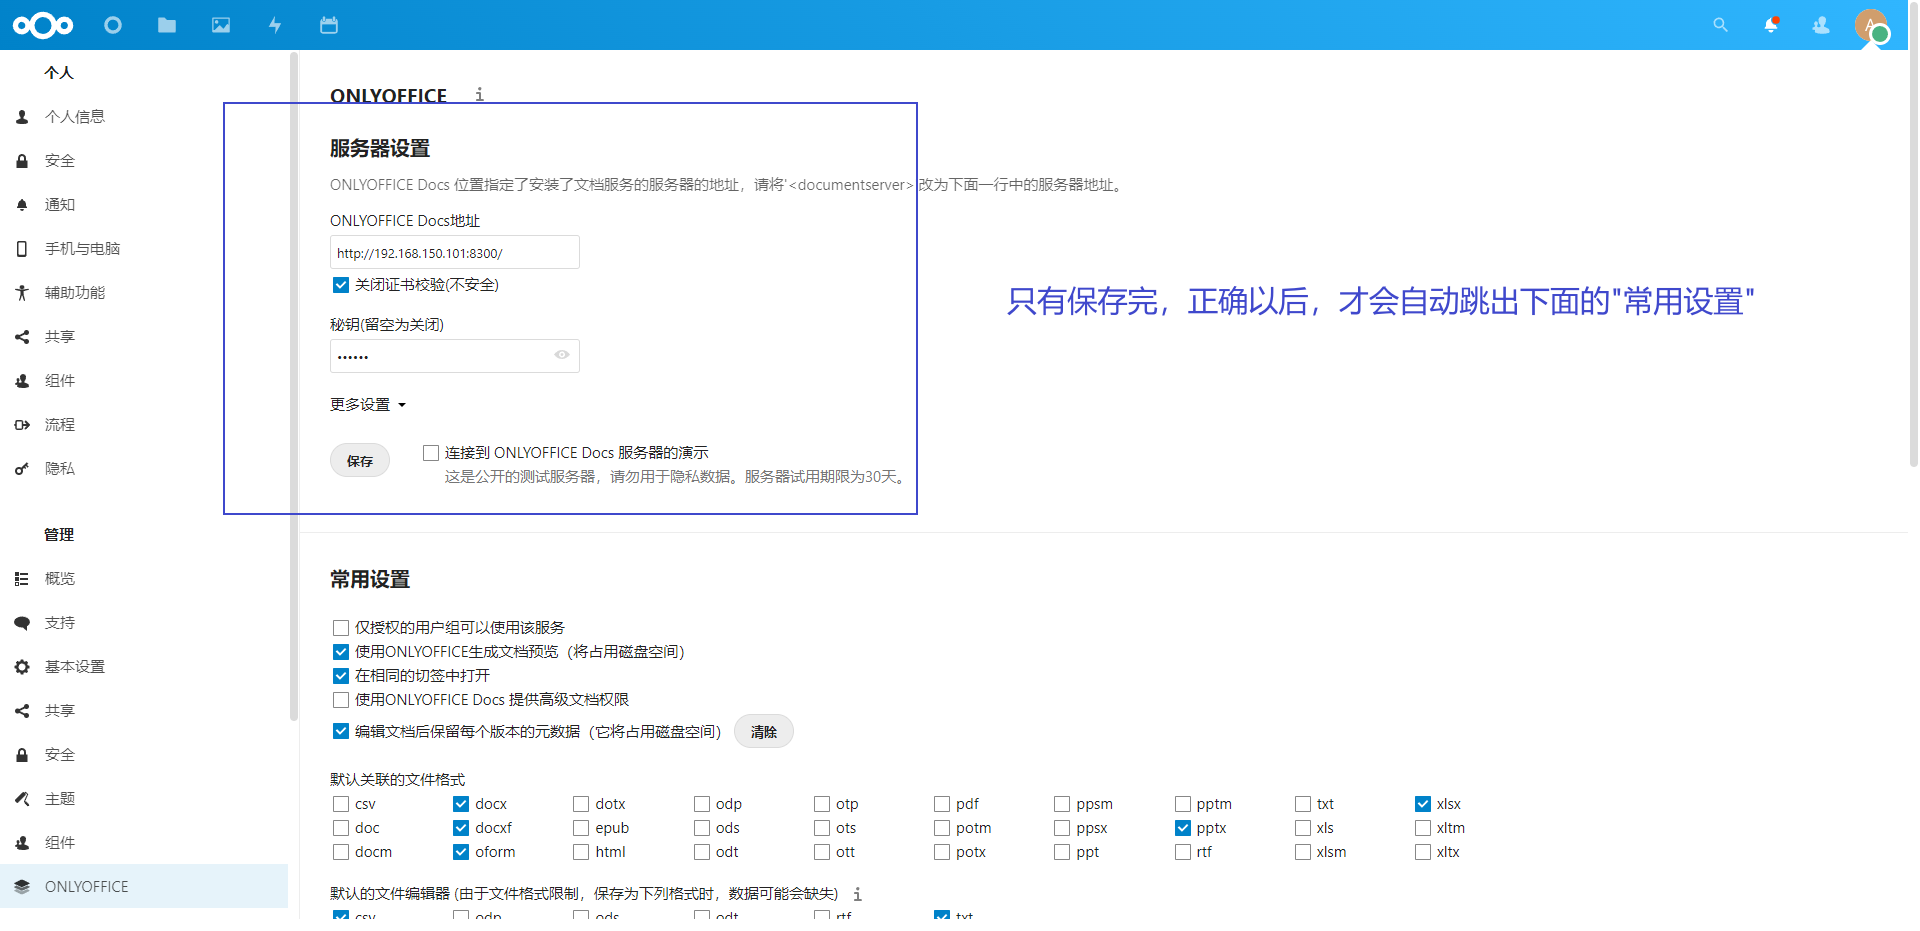 A
个人
个人信息
安全
通知
手机与电脑
辅助功能
共享
组件
流程
隐私
管理
概览
支持
基本设置
共享
安全
主题
组件
ONLYOFFICE
ONLYOFFICE i
服务器设置
ONLYOFFICE Docs 位置指定了安装了文档服务的服务器的地址，请将'<documentserver> 改为下面一行中的服务器地址。
ONLYOFFICE Docs地址
http://192.168.150.101:8300/
关闭证书校验(不安全)
秘钥(留空为关闭)
••••••
更多设置
保存
连接到 ONLYOFFICE Docs 服务器的演示
这是公开的测试服务器，请勿用于隐私数据。服务器试用期限为30天。
只有保存完，正确以后，才会自动跳出下面的"常用设置"
常用设置
仅授权的用户组可以使用该服务
使用ONLYOFFICE生成文档预览（将占用磁盘空间）
在相同的切签中打开
使用ONLYOFFICE Docs 提供高级文档权限
编辑文档后保留每个版本的元数据（它将占用磁盘空间） 清除
默认关联的文件格式
csv docx dotx odp otp pdf ppsm pptm txt xlsx
doc docxf epub ods ots potm ppsx pptx xls xltm
docm oform html odt ott potx ppt rtf xlsm xltx
默认的文件编辑器 (由于文件格式限制，保存为下列格式时，数据可能会缺失) i
csv odp ods odt rtf txt